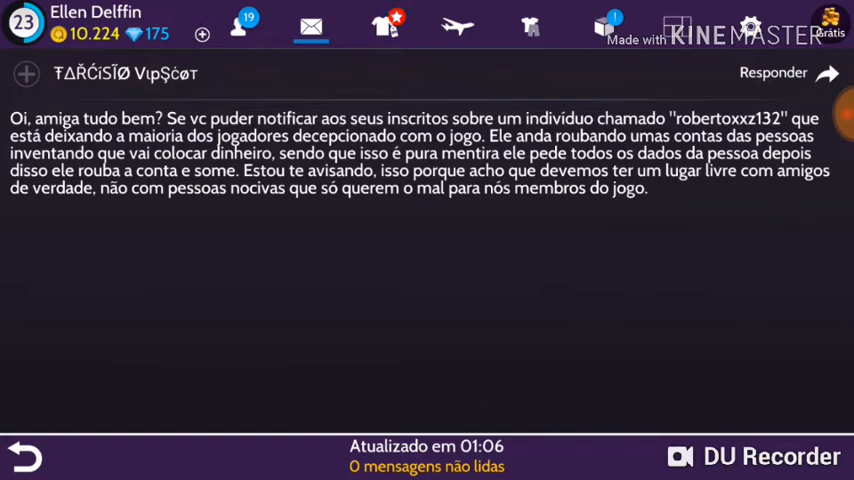 23
Ellen Delffin
10.224 175
19
1
Grátis
Made with KINEMASTER
ŦΔŘĆíSĨØ VιpŞċøт
Responder
Oi, amiga tudo bem? Se vc puder notificar aos seus inscritos sobre um indivíduo chamado "robertoxxz132" que
está deixando a maioria dos jogadores decepcionado com o jogo. Ele anda roubando umas contas das pessoas
inventando que vai colocar dinheiro, sendo que isso é pura mentira ele pede todos os dados da pessoa depois
disso ele rouba a conta e some. Estou te avisando, isso porque acho que devemos ter um lugar livre com amigos
de verdade, não com pessoas nocivas que só querem o mal para nós membros do jogo.
Atualizado em 01:06
0 mensagens não lidas
DU Recorder